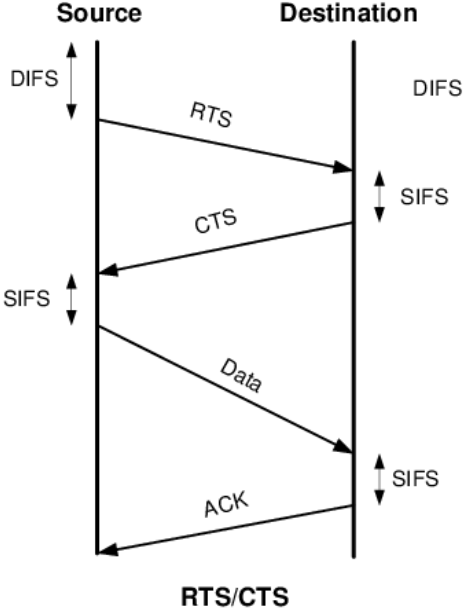 Source
Destination
DIFS
DIFS
RTS
SIFS
CTS
SIFS
Data
SIFS
ACK
RTS/CTS